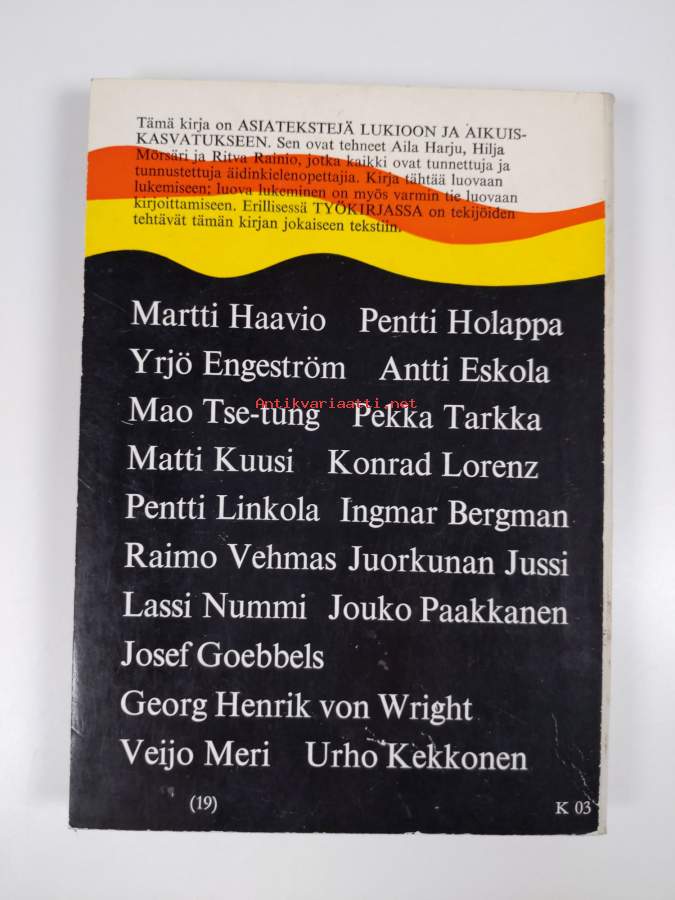 Tämä kirja on ASIATEKSTEJÄ LUKIOON JA AIKUIS-
KASVATUKSEEN. Sen ovat tehneet Aila Harju, Hilja
Mörsäri ja Ritva Rainio, jotka kaikki ovat tunnettuja ja
tunnustettuja äidinkielenopettajia. Kirja tähtää luovaan
lukemiseen; luova lukeminen on myös varmin tie luovaan
kirjoittamiseen. Erillisessä TYÖKIRJASSA on tekijöiden
tehtävät tämän kirjan jokaiseen tekstiin.
Martti Haavio Pentti Holappa
Yrjö Engeström Antti Eskola
Antikvariaatti.net
Mao Tse-tung Pekka Tarkka
Matti Kuusi Konrad Lorenz
Pentti Linkola Ingmar Bergman
Raimo Vehmas Juorkunan Jussi
Lassi Nummi Jouko Paakkanen
Josef Goebbels
Georg Henrik von Wright
Veijo Meri Urho Kekkonen
(19) K 03